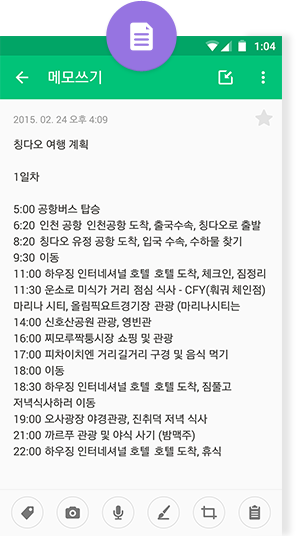 1:04
메모쓰기
2015. 02. 24 오후 4:09
칭다오 여행 계획
1일차
5:00 공항버스 탑승
6:20 인천 공항 인천공항 도착, 출국수속, 칭다오로 출발
8:20 칭다오 유정 공항 도착, 입국 수속, 수하물 찾기
9:30 이동
11:00 하우징 인터네셔널 호텔 호텔 도착, 체크인, 짐정리
11:30 운소로 미식가 거리 점심 식사 - CFY(훠궈 체인점)
마리나 시티, 올림픽요트경기장 관광 (마리나시티는
14:00 신호산공원 관광, 영빈관
16:00 찌모루짝퉁시장 쇼핑 및 관광
17:00 피차이치엔 거리길거리 구경 및 음식 먹기
18:00 이동
18:30 하우징 인터네셔널 호텔 호텔 도착, 짐풀고
저녁식사하러 이동
19:00 오사광장 야경관광, 진취덕 저녁 식사
21:00 까르푸 관광 및 야식 사기 (밤맥주)
22:00 하우징 인터네셔널 호텔 호텔 도착, 휴식